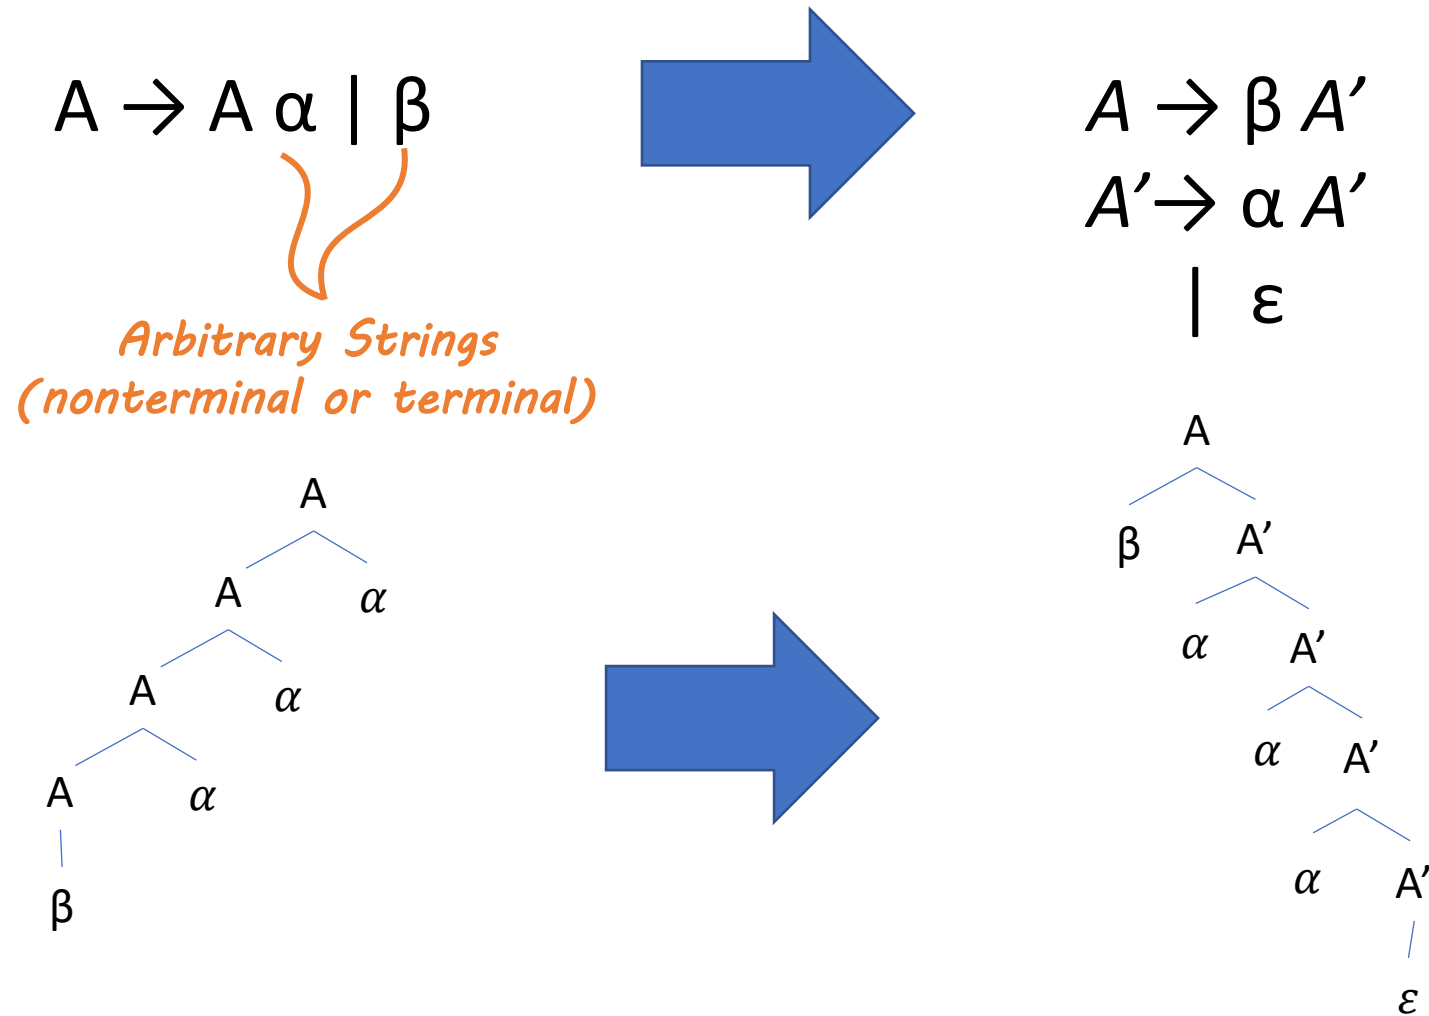 A → A α | β
Arbitrary Strings
(nonterminal or terminal)
A → β A’
A’→ α A’
| ε
A
A
α
A
α
A
α
β
A
β
A’
α
A’
α
A’
α
A’
ε